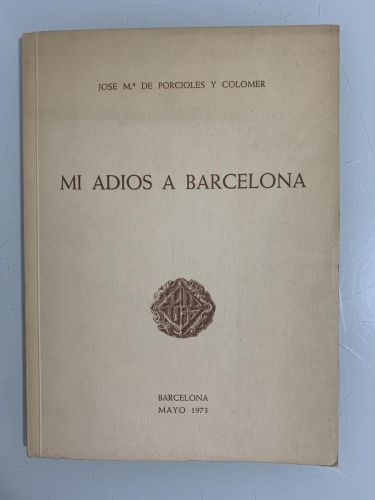 JOSE M.ª DE PORCIOLES Y COLOMER
MI ADIOS A BARCELONA
BARCELONA
MAYO 1973